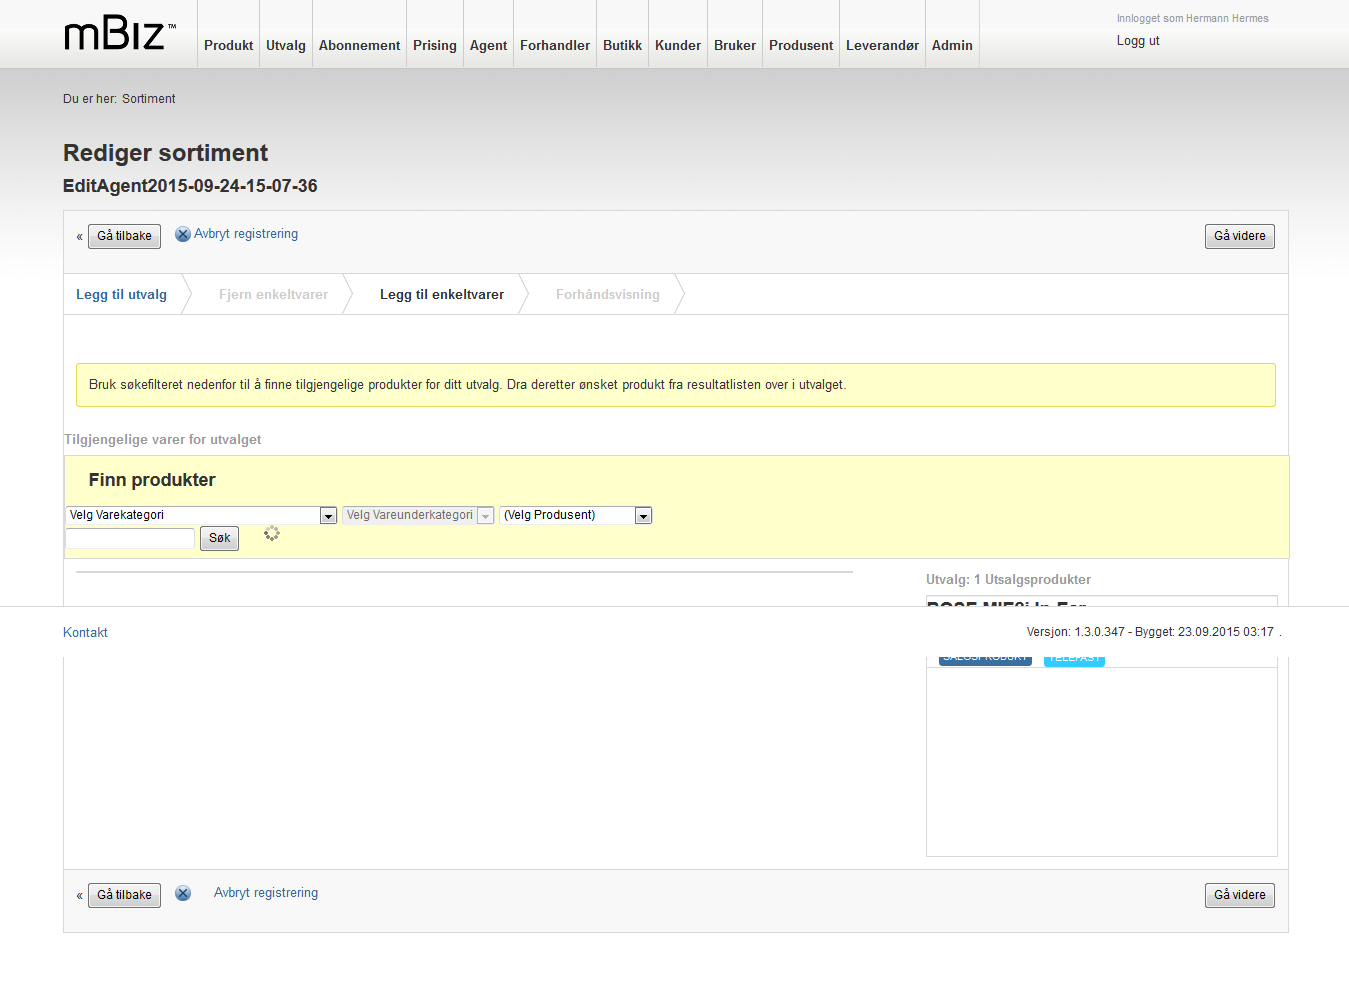 mBiz™
Produkt Utvalg Abonnement Prising Agent Forhandler Butikk Kunder Bruker Produsent Leverandør Admin
Innlogget som Hermann Hermes
Logg ut
Du er her: Sortiment
Rediger sortiment
EditAgent2015-09-24-15-07-36
« Gå tilbake Avbryt registrering Gå videre
Legg til utvalg Fjern enkeltvarer Legg til enkeltvarer Forhåndsvisning
Bruk søkefilteret nedenfor til å finne tilgjengelige produkter for ditt utvalg. Dra deretter ønsket produkt fra resultatlisten over i utvalget.
Tilgjengelige varer for utvalget
Finn produkter
Velg Varekategori Velg Vareunderkategori (Velg Produsent)
Søk
Utvalg: 1 Utsalgsprodukter
Kontakt Versjon: 1.3.0.347 - Bygget: 23.09.2015 03:17 .
SALGSPRODUKT TELEFAST
« Gå tilbake Avbryt registrering Gå videre